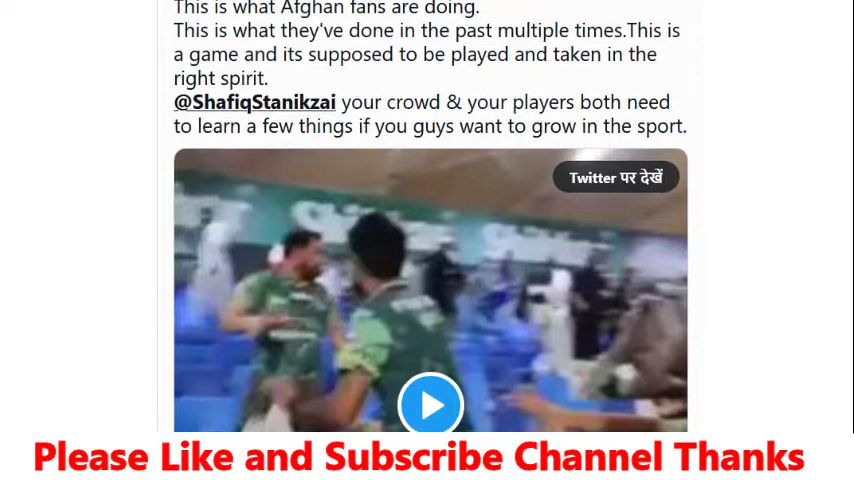 This is what Afghan fans are doing.
This is what they've done in the past multiple times.This is
a game and its supposed to be played and taken in the
right spirit.
@ShafiqStanikzai your crowd & your players both need
to learn a few things if you guys want to grow in the sport.
Twitter पर देखें
Please Like and Subscribe Channel Thanks